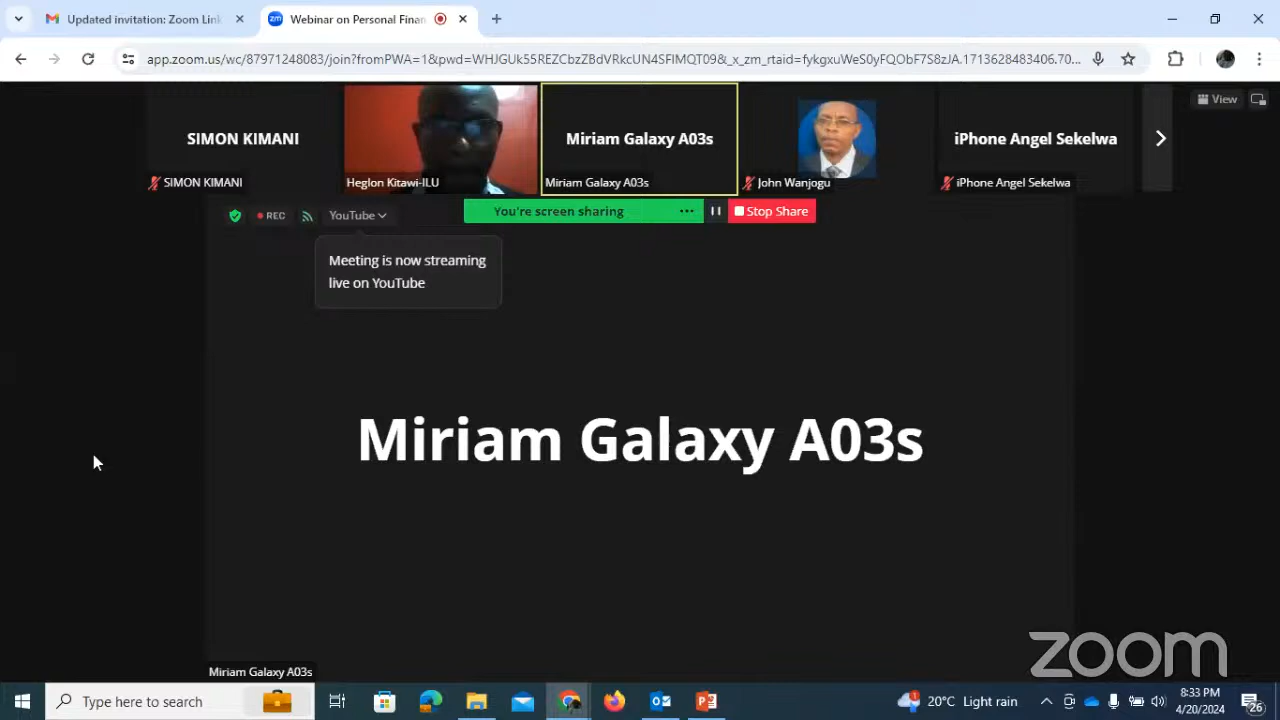 Updated invitation: Zoom Link
Webinar on Personal Finan
app.zoom.us/wc/87971248083/join?fromPWA=1&pwd=WHJGUk55REZCbzZBdVRkcUN4SFlMQT09&_x_zm_rtaid=fykgxuWeS0yFQObF7S8zJA.1713628483406.70...
SIMON KIMANI
Miriam Galaxy A03s
iPhone Angel Sekelwa
View
SIMON KIMANI
Heglon Kitawi-ILU
Miriam Galaxy A03s
John Wanjogu
iPhone Angel Sekelwa
REC
YouTube
You're screen sharing
Stop Share
Meeting is now streaming
live on YouTube
Miriam Galaxy A03s
zoom
Miriam Galaxy A03s
Type here to search
20°C Light rain
8:33 PM
4/20/2024
26